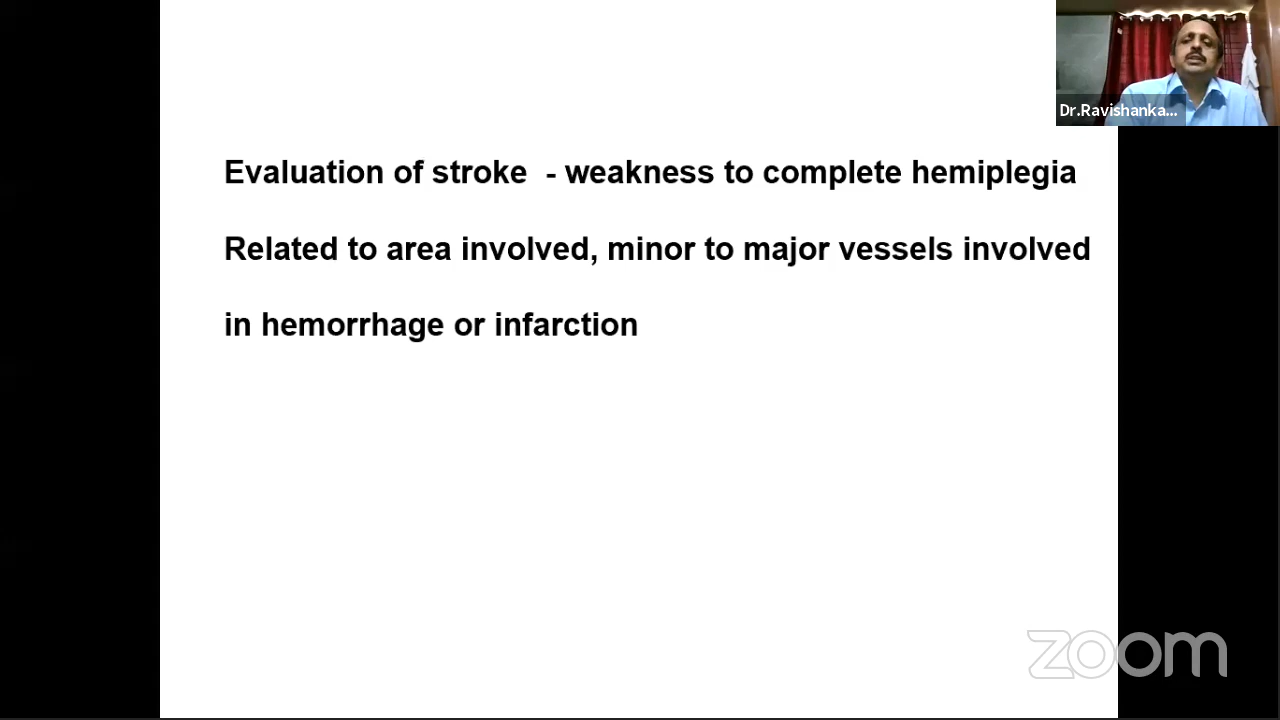 Dr.Ravishanka...
Evaluation of stroke - weakness to complete hemiplegia
Related to area involved, minor to major vessels involved
in hemorrhage or infarction
zoom